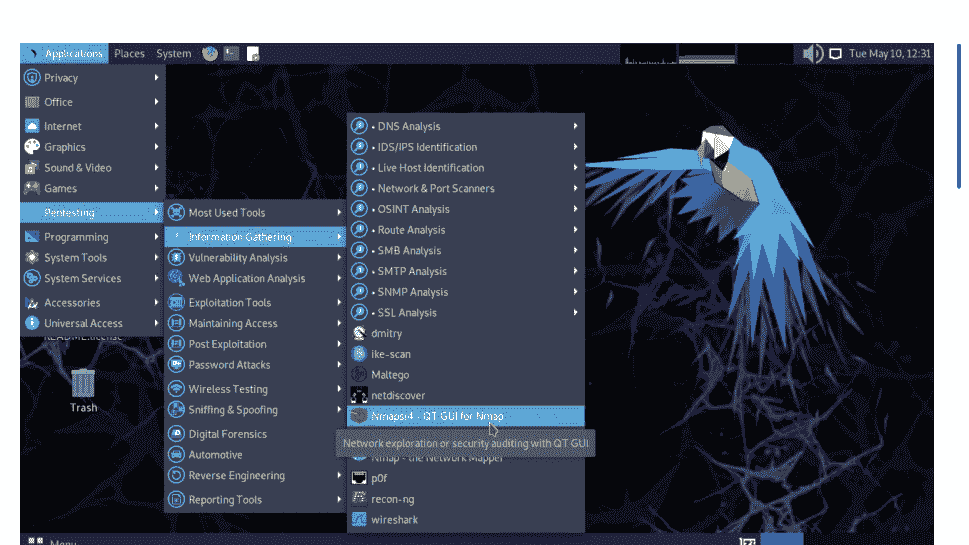 Applications Places System Tue May 10, 12:31
Privacy
Office
Internet
Graphics
Sound & Video
Games
Pentesting
Programming
System Tools
System Services
Accessories
Universal Access
README.license
Trash
Most Used Tools
Information Gathering
Vulnerability Analysis
Web Application Analysis
Exploitation Tools
Maintaining Access
Post Exploitation
Password Attacks
Wireless Testing
Sniffing & Spoofing
Digital Forensics
Automotive
Reverse Engineering
Reporting Tools
• DNS Analysis
• IDS/IPS Identification
• Live Host Identification
• Network & Port Scanners
• OSINT Analysis
• Route Analysis
• SMB Analysis
• SMTP Analysis
• SNMP Analysis
• SSL Analysis
dmitry
ike-scan
Maltego
netdiscover
Nmapsi4 - QT GUI for Nmap
Network exploration or security auditing with QT GUI
Nmap - the Network Mapper
p0f
recon-ng
wireshark
Menu